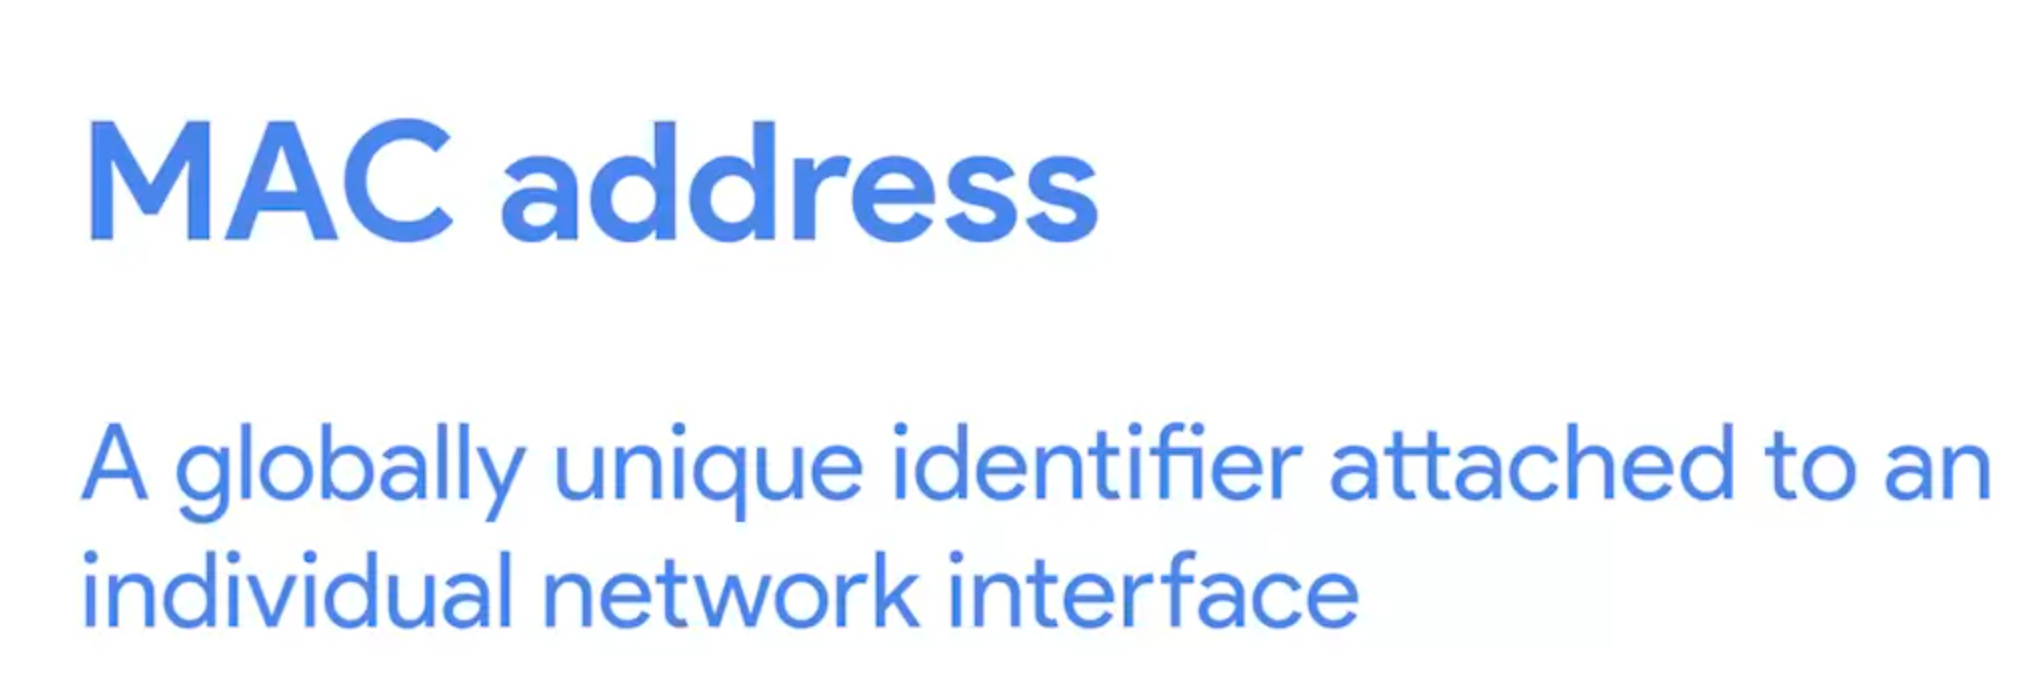 MAC address
A globally unique identifier attached to an
individual network interface